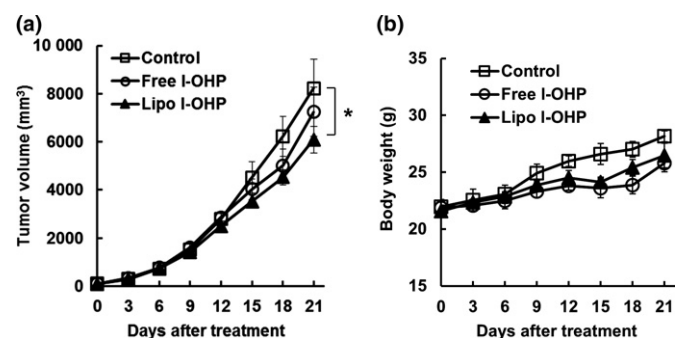 (a)
10 000
8000
6000
4000
2000
0
Tumor volume (mm³)
Control
Free l-OHP
Lipo l-OHP
*
0 3 6 9 12 15 18 21
Days after treatment
(b)
35
30
25
20
15
Body weight (g)
Control
Free l-OHP
Lipo l-OHP
0 3 6 9 12 15 18 21
Days after treatment